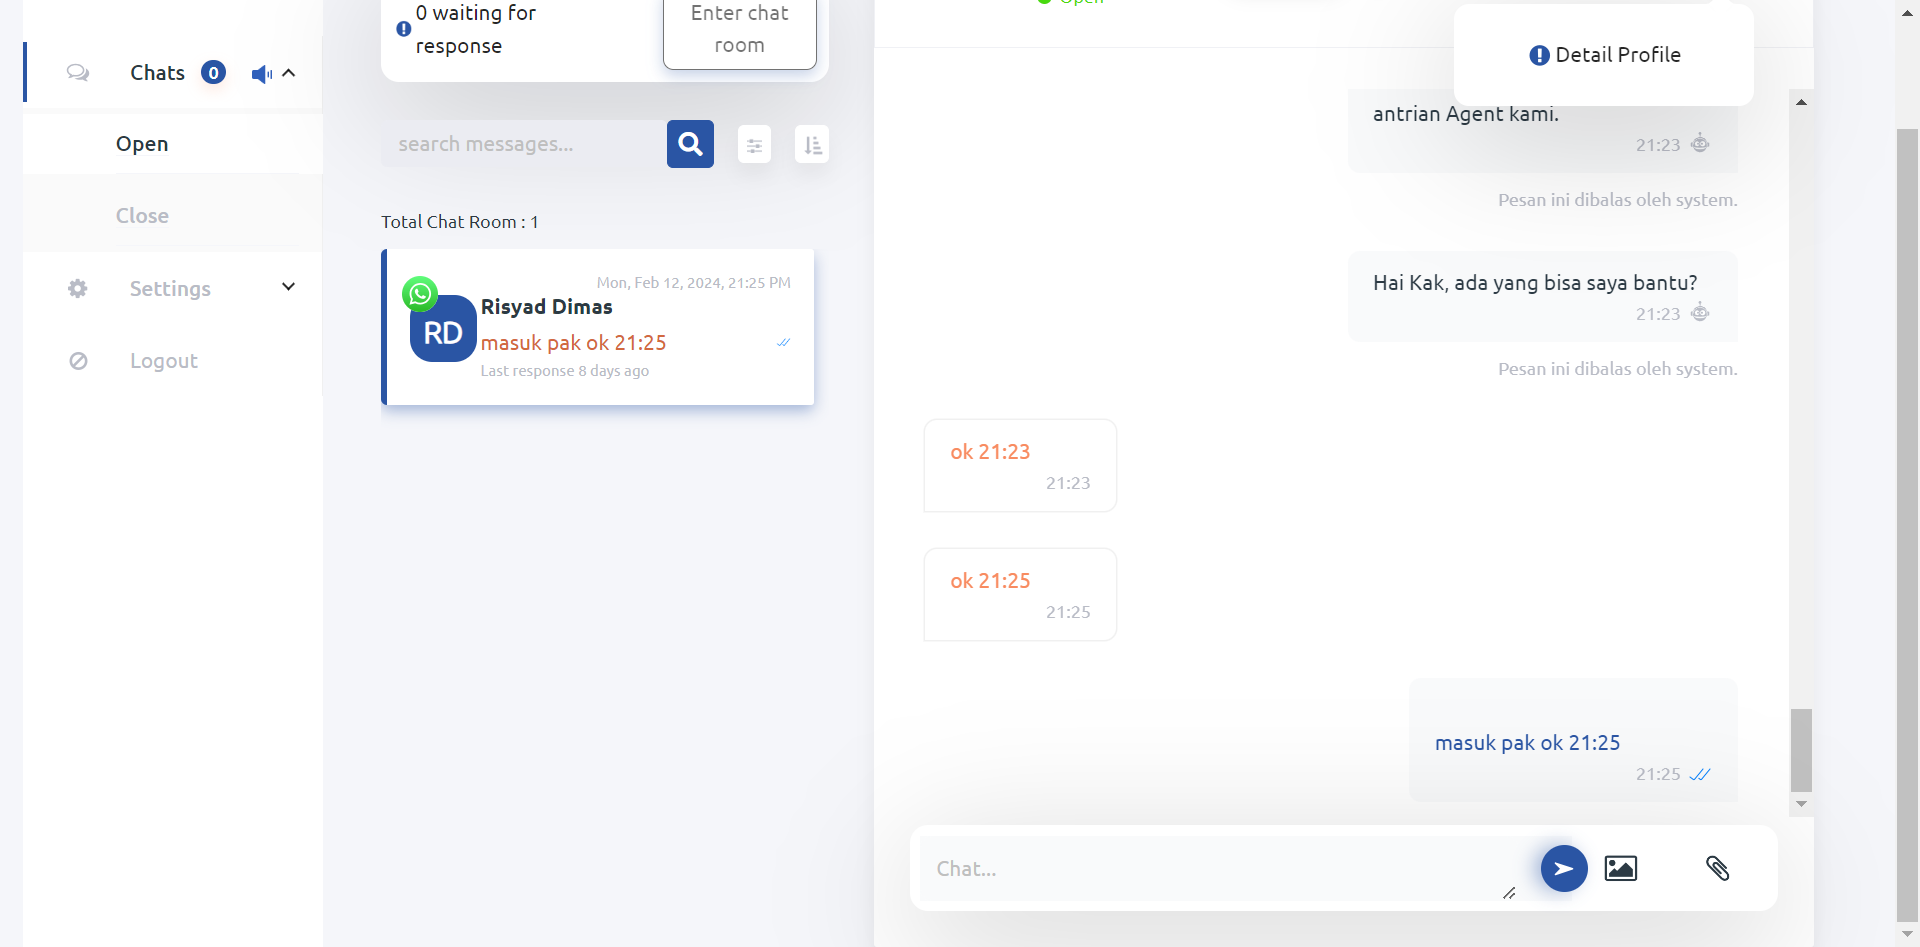 Chats 0
Open
Close
Settings
Logout
0 waiting for
response
Enter chat
room
search messages...
Total Chat Room : 1
Mon, Feb 12, 2024, 21:25 PM
RD
Risyad Dimas
masuk pak ok 21:25
Last response 8 days ago
Open
Detail Profile
antrian Agent kami.
21:23
Pesan ini dibalas oleh system.
Hai Kak, ada yang bisa saya bantu?
21:23
Pesan ini dibalas oleh system.
ok 21:23
21:23
ok 21:25
21:25
masuk pak ok 21:25
21:25
Chat...